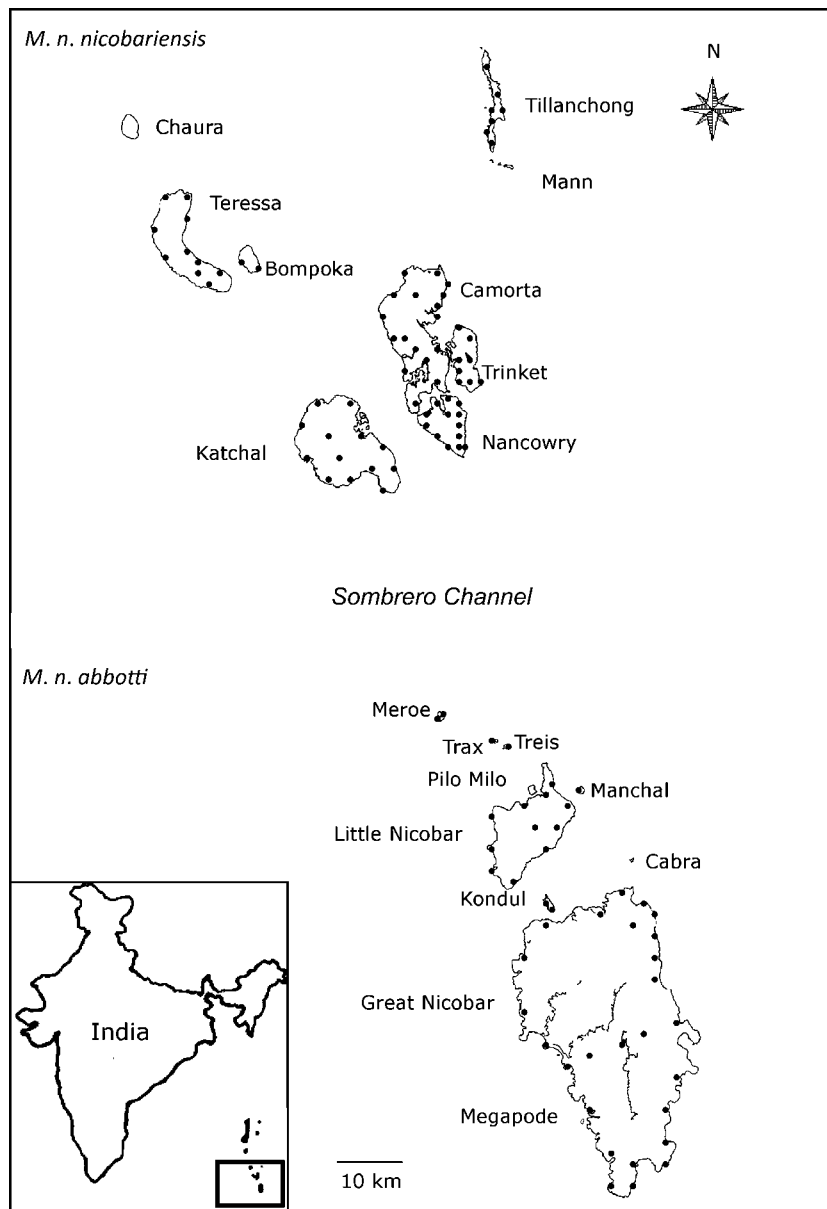 M. n. nicobariensis
N
Tillanchong
Chaura
Mann
Teressa
Bompoka
Camorta
Trinket
Nancowry
Katchal
Sombrero Channel
M. n. abbotti
Meroe
Trax
Treis
Pilo Milo
Manchal
Little Nicobar
Cabra
Kondul
Great Nicobar
India
Megapode
10 km